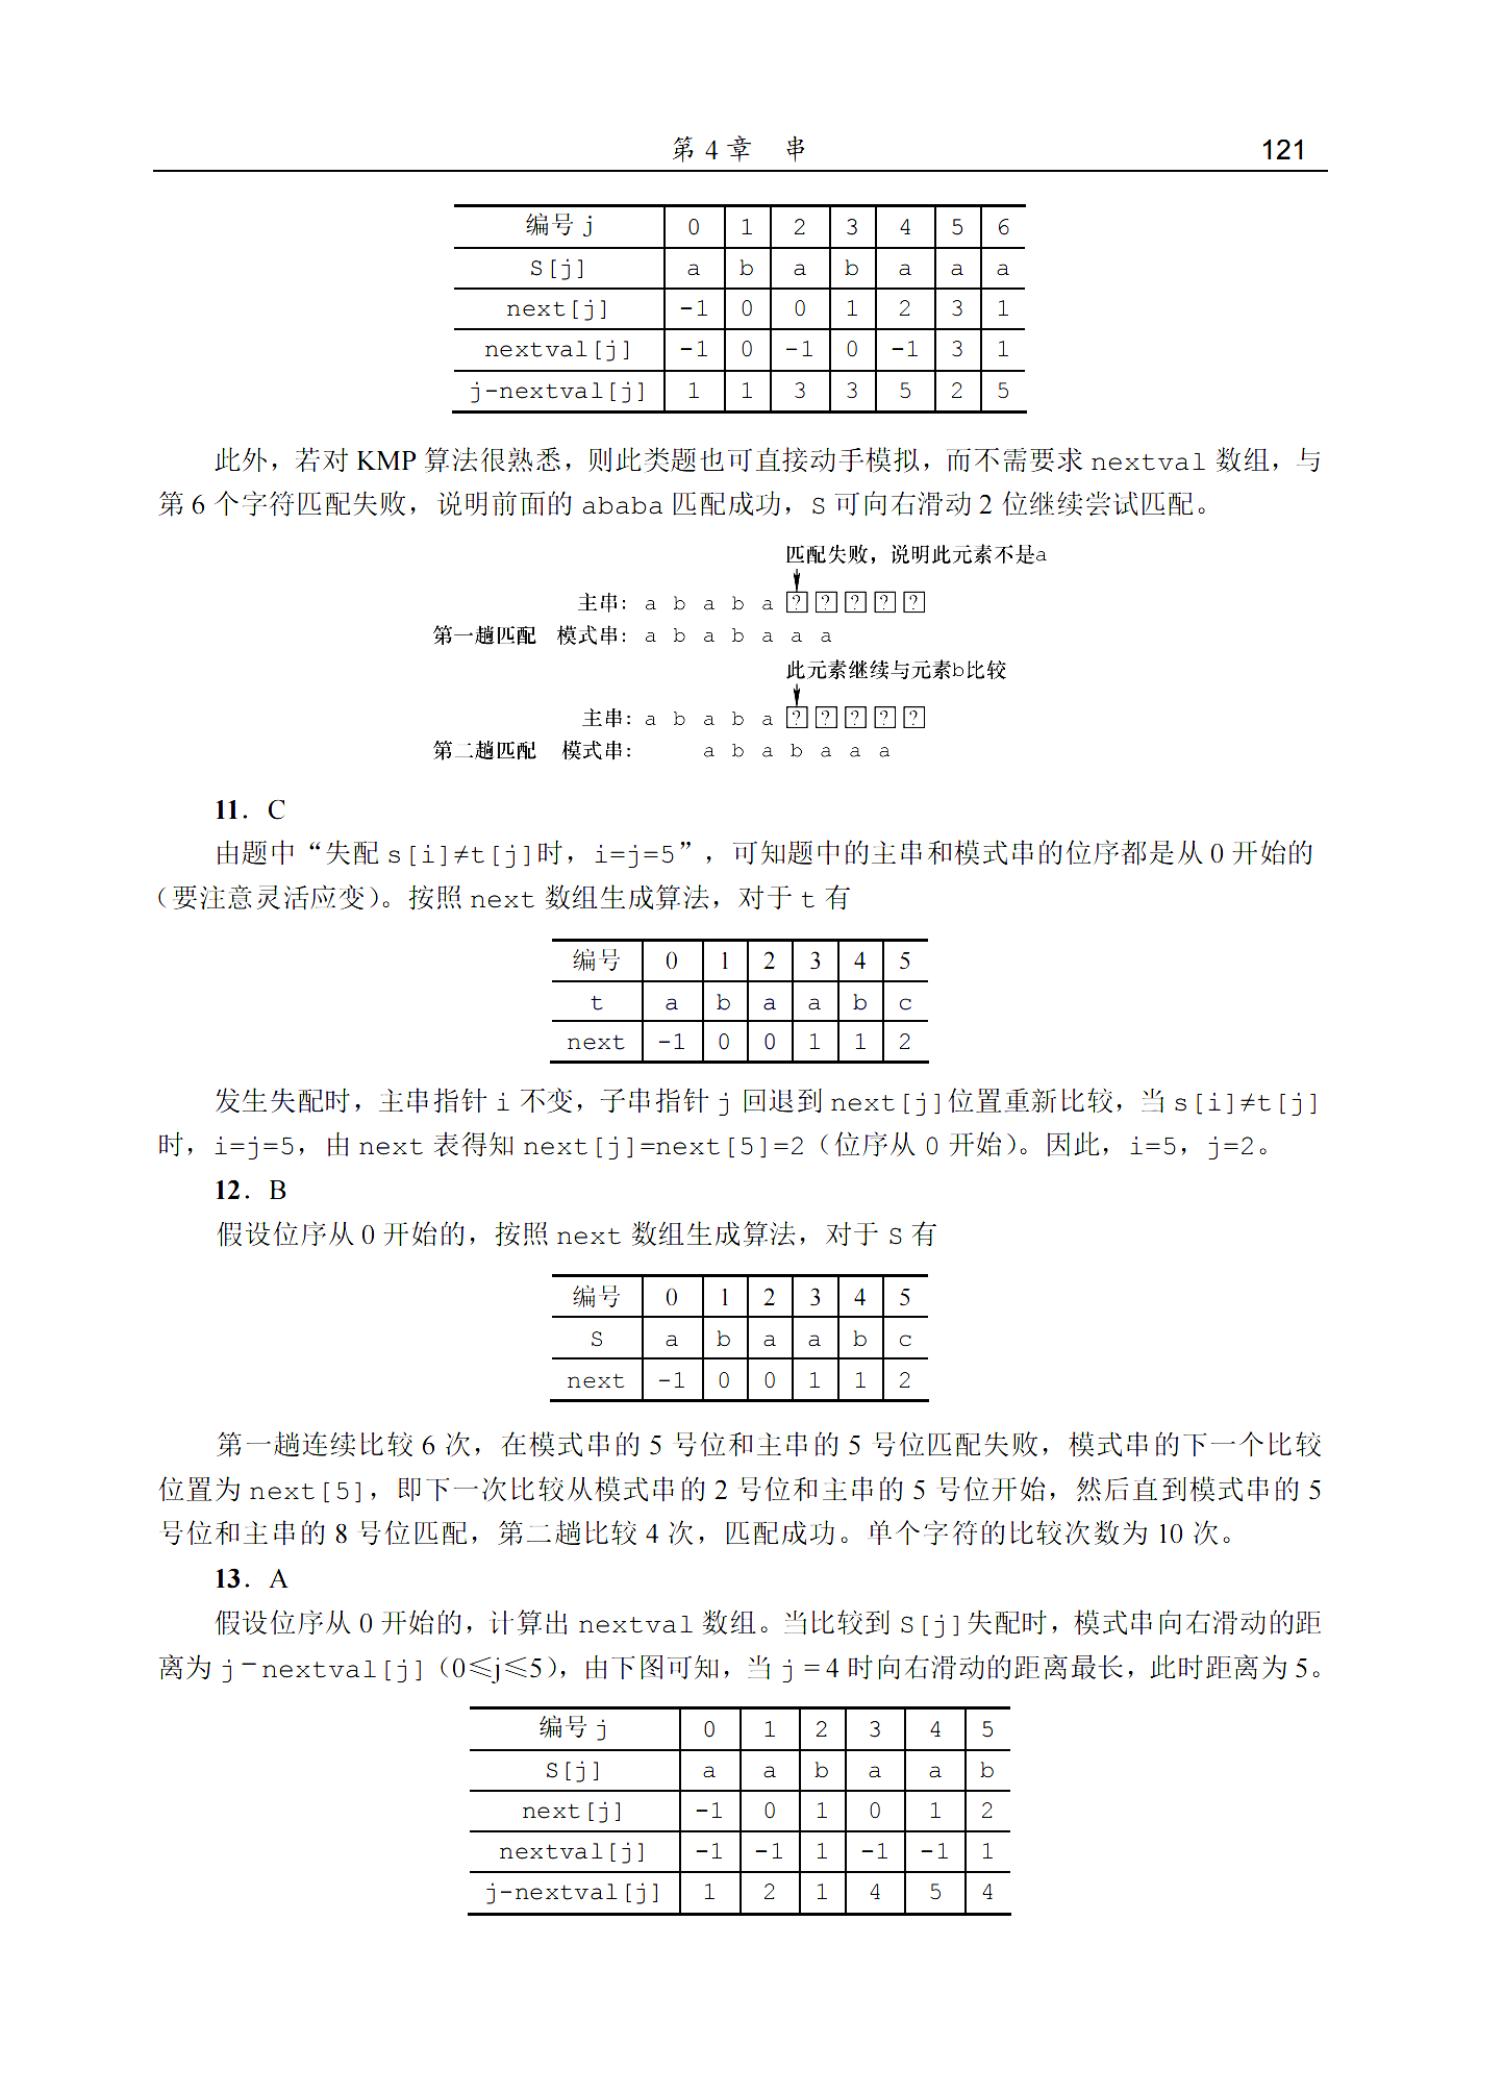 第 4 章 串 121
编号 j 0 1 2 3 4 5 6
S[j] a b a b a a a
next[j] -1 0 0 1 2 3 1
nextval[j] -1 0 -1 0 -1 3 1
j-nextval[j] 1 1 3 3 5 2 5
此外，若对 KMP 算法很熟悉，则此类题也可直接动手模拟，而不需要求 nextval 数组，与
第 6 个字符匹配失败，说明前面的 ababa 匹配成功，S 可向右滑动 2 位继续尝试匹配。
匹配失败，说明此元素不是a
主串: a b a b a ? ? ? ? ?
第一趟匹配 模式串: a b a b a a a
此元素继续与元素b比较
主串: a b a b a ? ? ? ? ?
第二趟匹配 模式串: a b a b a a a
11．C
由题中“失配 s[i]≠t[j]时，i=j=5”，可知题中的主串和模式串的位序都是从 0 开始的
（要注意灵活应变）。按照 next 数组生成算法，对于 t 有
编号 0 1 2 3 4 5
t a b a a b c
next -1 0 0 1 1 2
发生失配时，主串指针 i 不变，子串指针 j 回退到 next[j]位置重新比较，当 s[i]≠t[j]
时，i=j=5，由 next 表得知 next[j]=next[5]=2（位序从 0 开始）。因此，i=5，j=2。
12．B
假设位序从 0 开始的，按照 next 数组生成算法，对于 S 有
编号 0 1 2 3 4 5
S a b a a b c
next -1 0 0 1 1 2
第一趟连续比较 6 次，在模式串的 5 号位和主串的 5 号位匹配失败，模式串的下一个比较
位置为 next[5]，即下一次比较从模式串的 2 号位和主串的 5 号位开始，然后直到模式串的 5
号位和主串的 8 号位匹配，第二趟比较 4 次，匹配成功。单个字符的比较次数为 10 次。
13．A
假设位序从 0 开始的，计算出 nextval 数组。当比较到 S[j]失配时，模式串向右滑动的距
离为 j-nextval[j]（0≤j≤5），由下图可知，当 j=4 时向右滑动的距离最长，此时距离为 5。
编号 j 0 1 2 3 4 5
S[j] a a b a a b
next[j] -1 0 1 0 1 2
nextval[j] -1 -1 1 -1 -1 1
j-nextval[j] 1 2 1 4 5 4